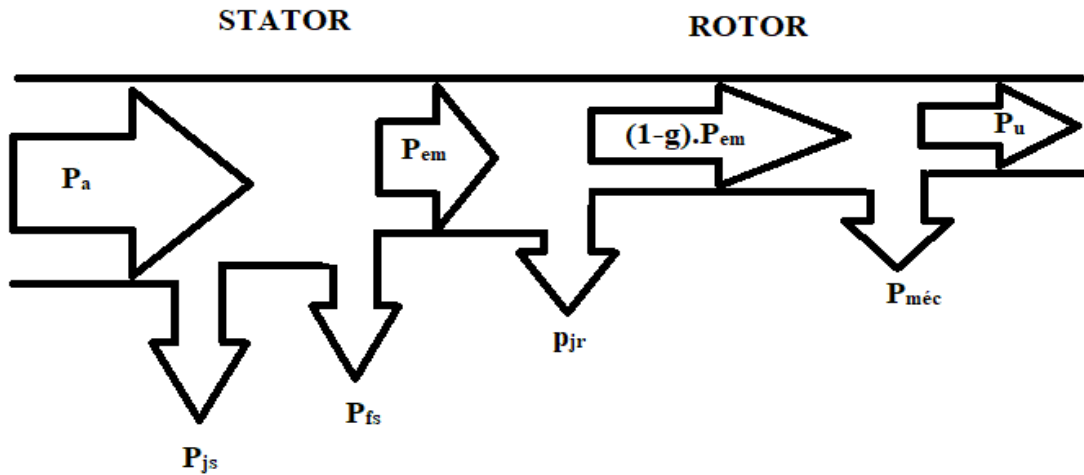 STATOR
ROTOR
Pa
Pem
(1-g).Pem
Pu
Pjs
Pfs
pjr
Pméc